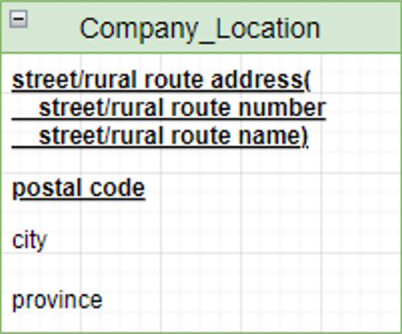 Company_Location
street/rural route address(
street/rural route number
street/rural route name)
postal code
city
province